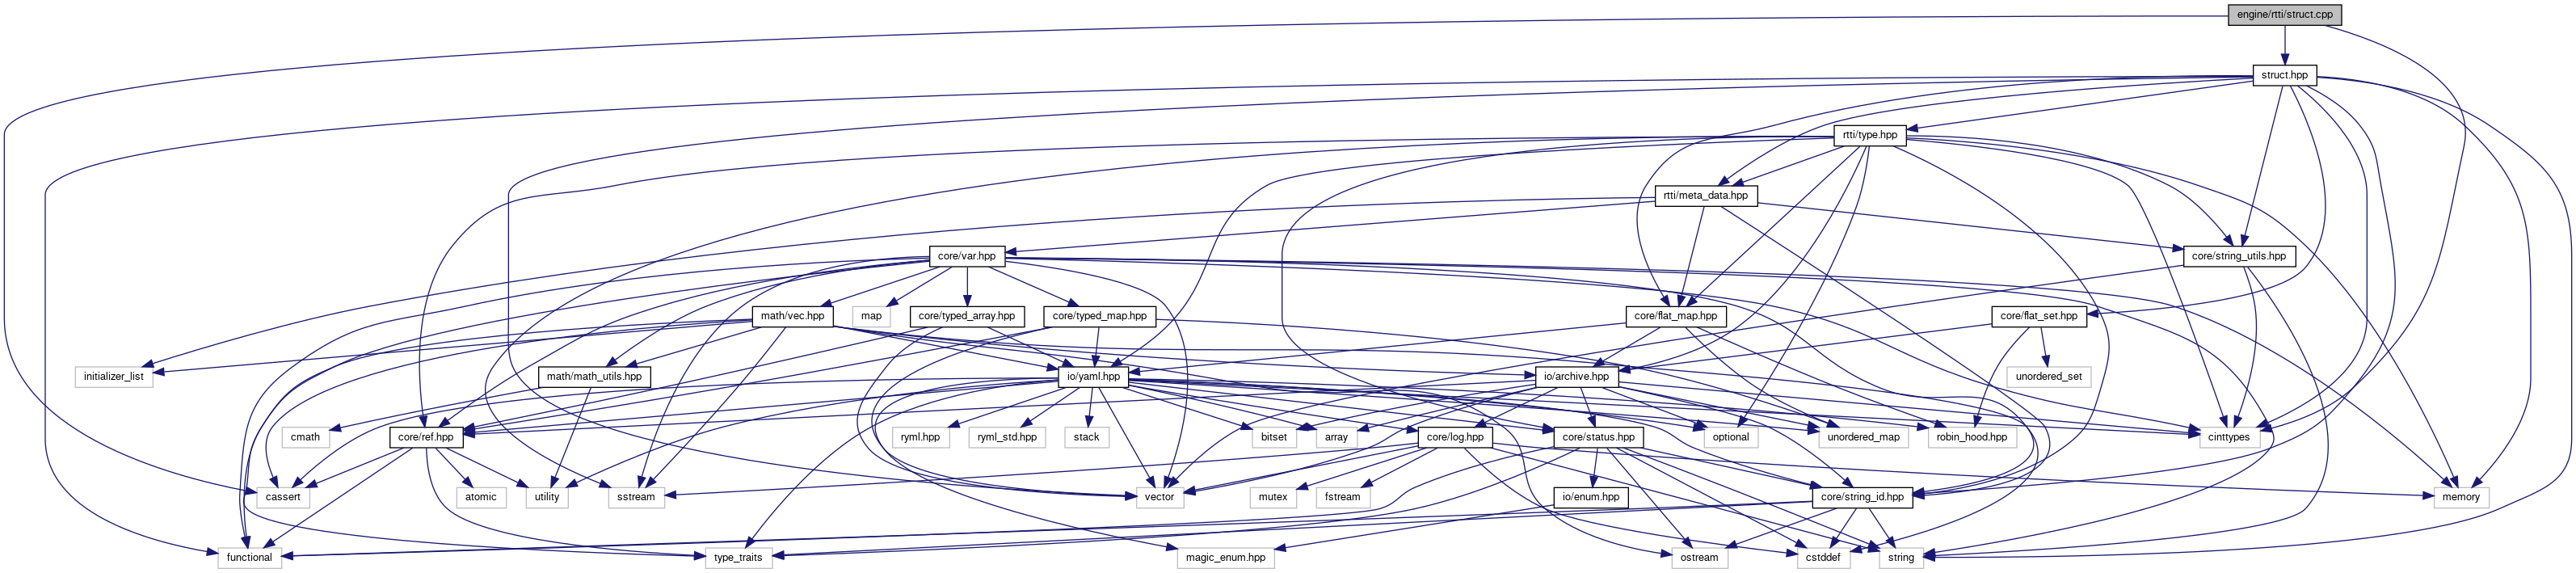 engine/rtti/struct.cpp
struct.hpp
rtti/type.hpp
rtti/meta_data.hpp
core/var.hpp
core/string_utils.hpp
math/vec.hpp
map
core/typed_array.hpp
core/typed_map.hpp
core/flat_map.hpp
core/flat_set.hpp
initializer_list
math/math_utils.hpp
io/yaml.hpp
io/archive.hpp
unordered_set
cmath
core/ref.hpp
ryml.hpp
ryml_std.hpp
stack
bitset
array
core/log.hpp
core/status.hpp
optional
unordered_map
robin_hood.hpp
cinttypes
cassert
atomic
utility
sstream
vector
mutex
fstream
io/enum.hpp
core/string_id.hpp
memory
functional
type_traits
magic_enum.hpp
ostream
cstddef
string